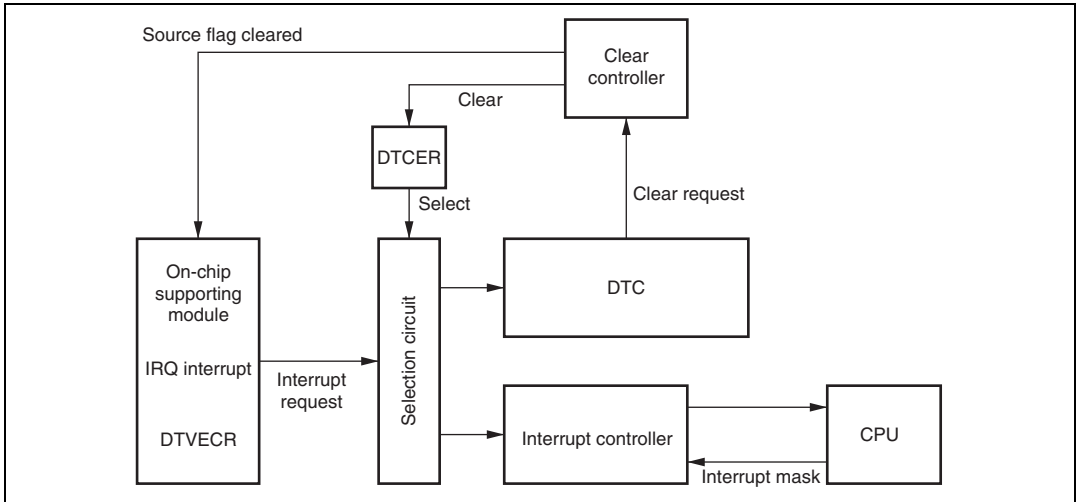 Source flag cleared
Clear
controller
Clear
DTCER
Select
Clear request
On-chip
supporting
module
IRQ interrupt
DTVECR
Interrupt
request
Selection circuit
DTC
Interrupt controller
CPU
Interrupt mask